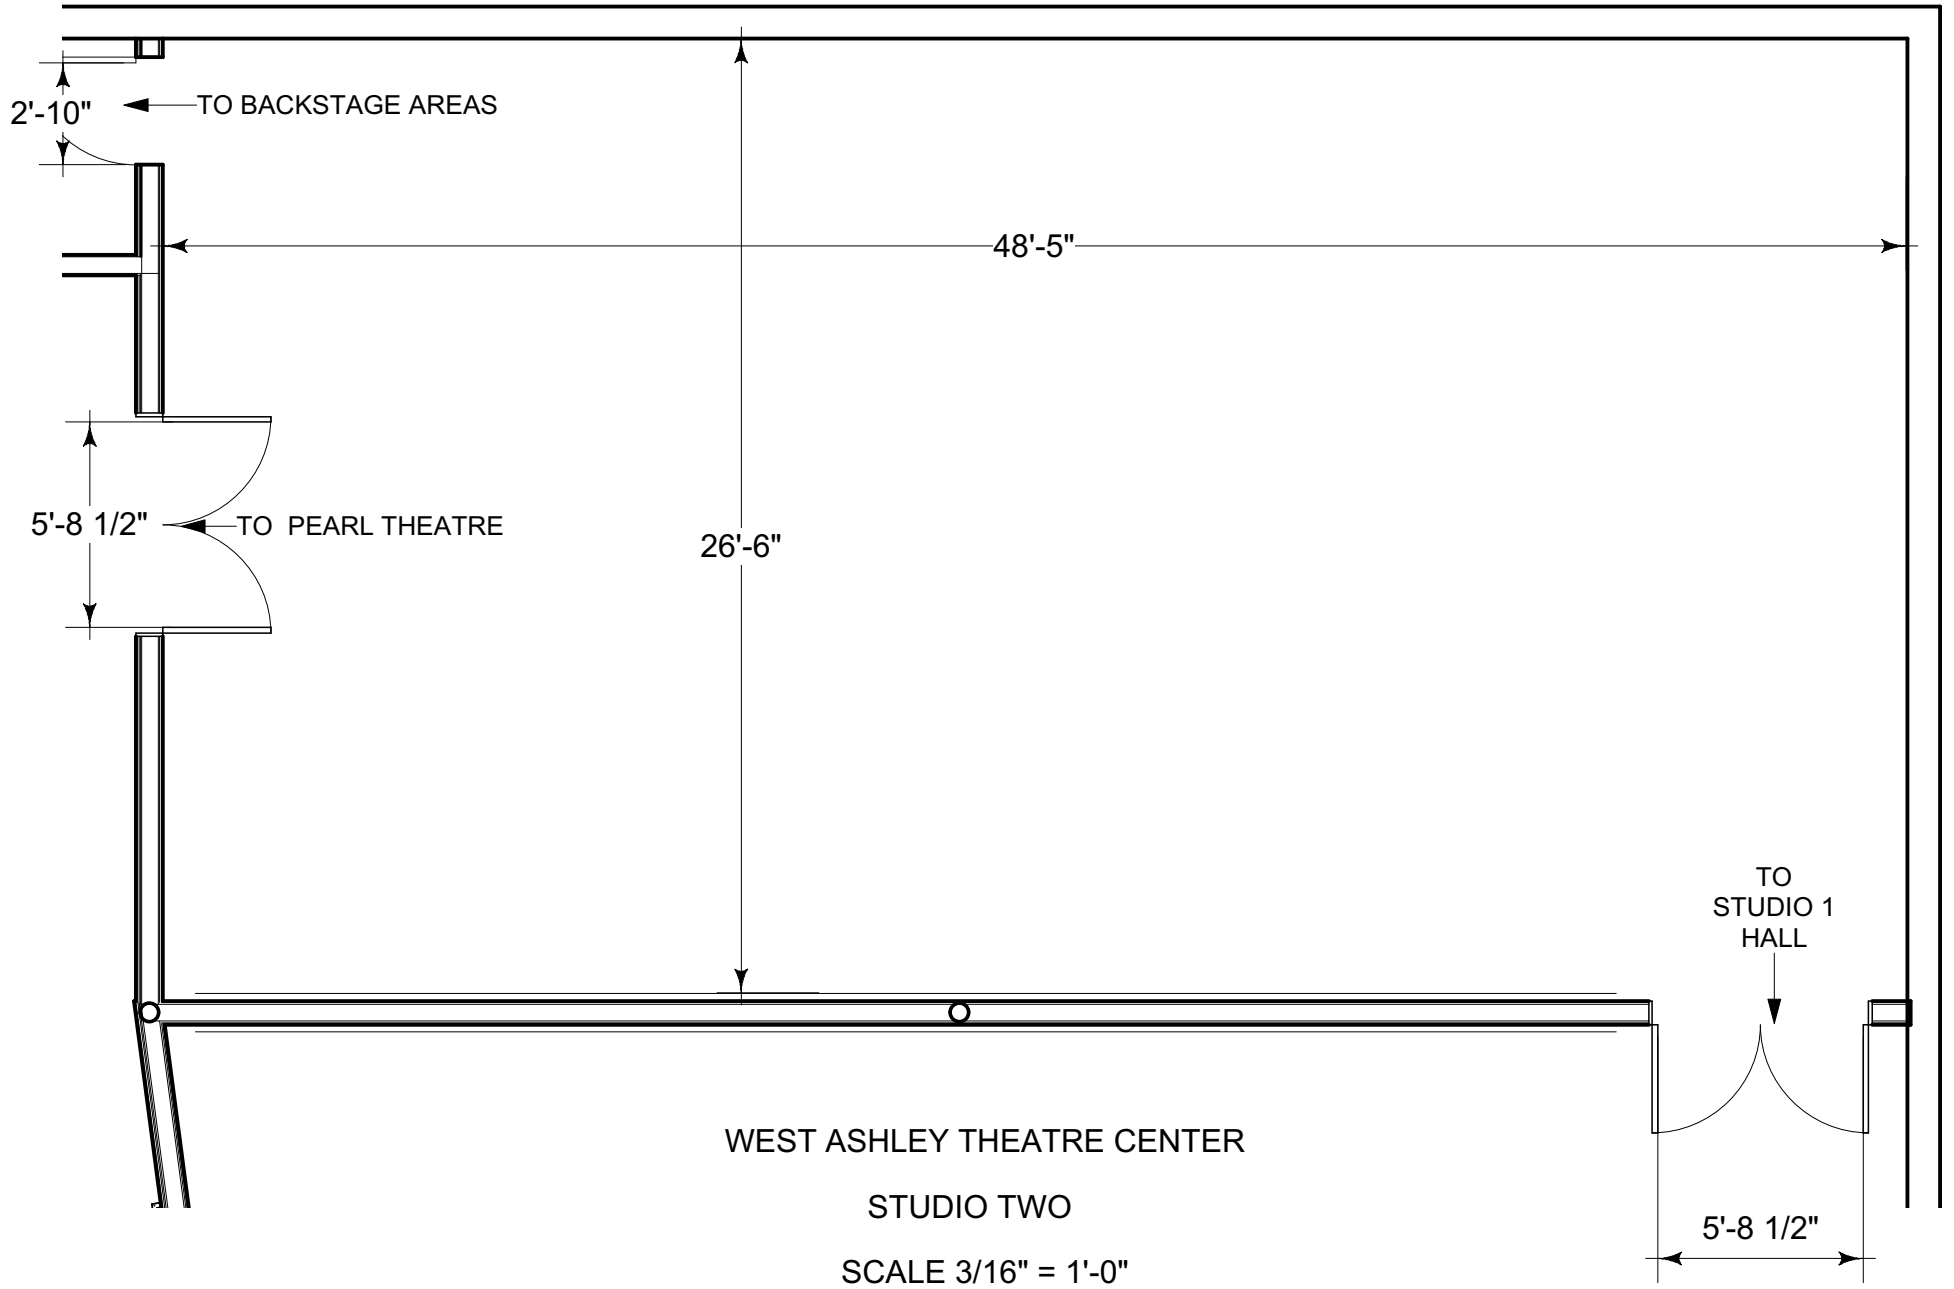 2'-10"
TO BACKSTAGE AREAS
48'-5"
5'-8 1/2"
TO PEARL THEATRE
26'-6"
TO
STUDIO 1
HALL
WEST ASHLEY THEATRE CENTER
STUDIO TWO
5'-8 1/2"
SCALE 3/16" = 1'-0"